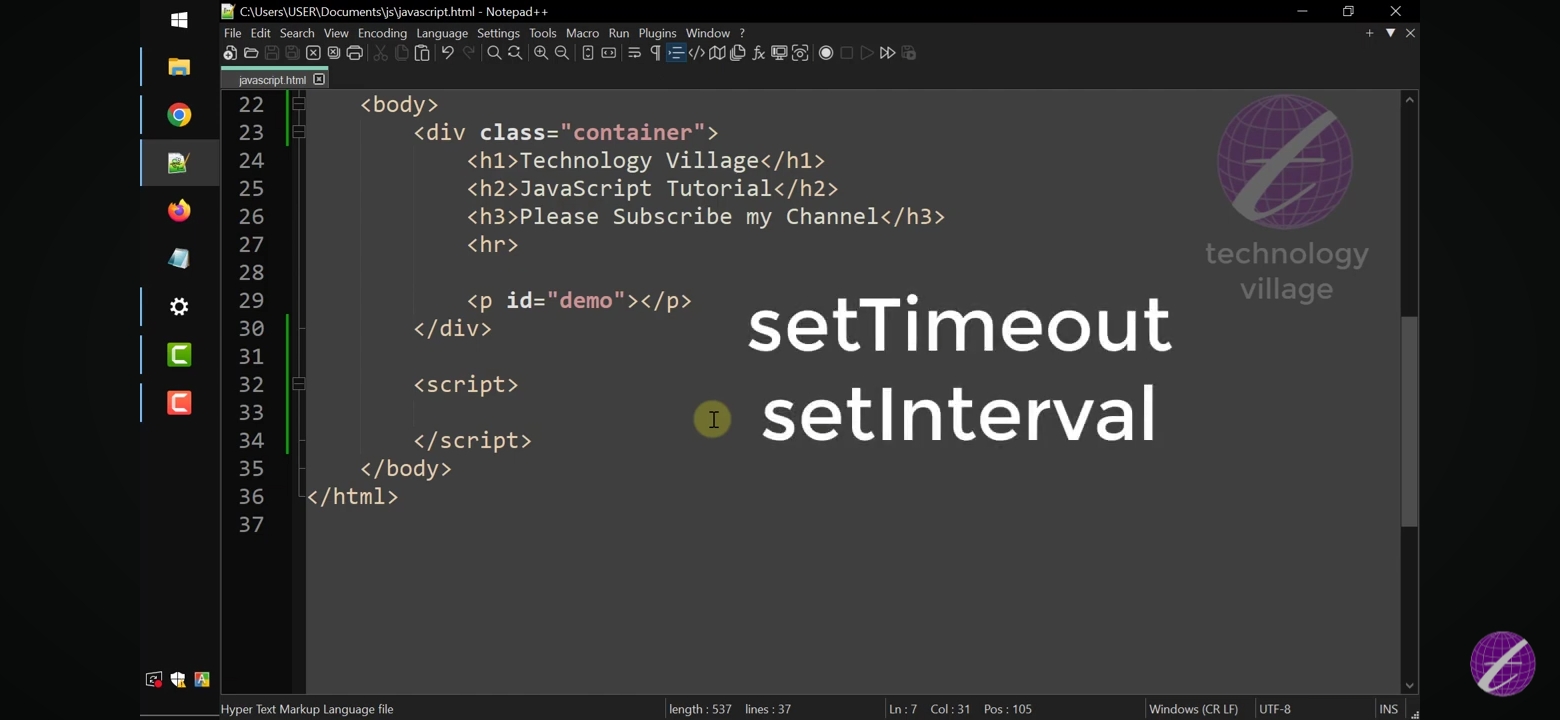 C:\Users\USER\Documents\js\javascript.html - Notepad++
File Edit Search View Encoding Language Settings Tools Macro Run Plugins Window ?
javascript.html
22 <body>
23 <div class="container">
24 <h1>Technology Village</h1>
25 <h2>JavaScript Tutorial</h2>
26 <h3>Please Subscribe my Channel</h3>
27 <hr>
28
29 <p id="demo"></p>
30 </div>
31
32 <script>
33
34 </script>
35 </body>
36 </html>
37
setTimeout
setInterval
technology
village
Hyper Text Markup Language file length : 537 lines : 37 Ln : 7 Col : 31 Pos : 105 Windows (CR LF) UTF-8 INS